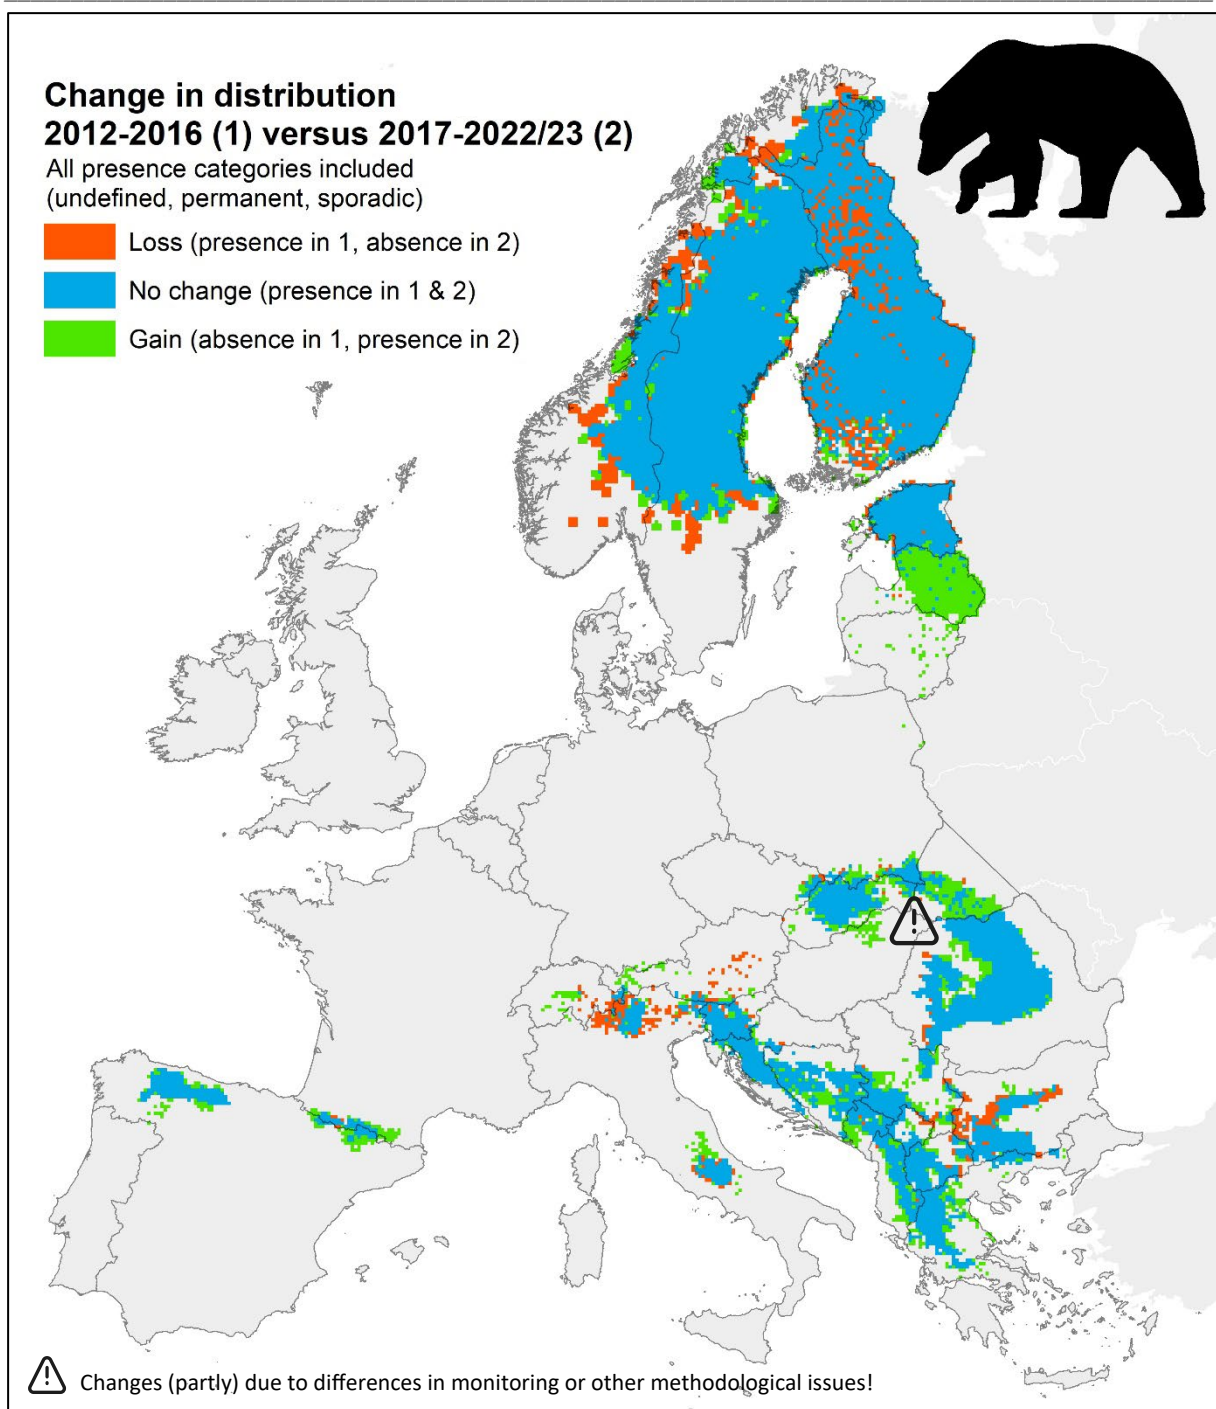 Change in distribution
2012-2016 (1) versus 2017-2022/23 (2)
All presence categories included
(undefined, permanent, sporadic)
Loss (presence in 1, absence in 2)
No change (presence in 1 & 2)
Gain (absence in 1, presence in 2)
Changes (partly) due to differences in monitoring or other methodological issues!